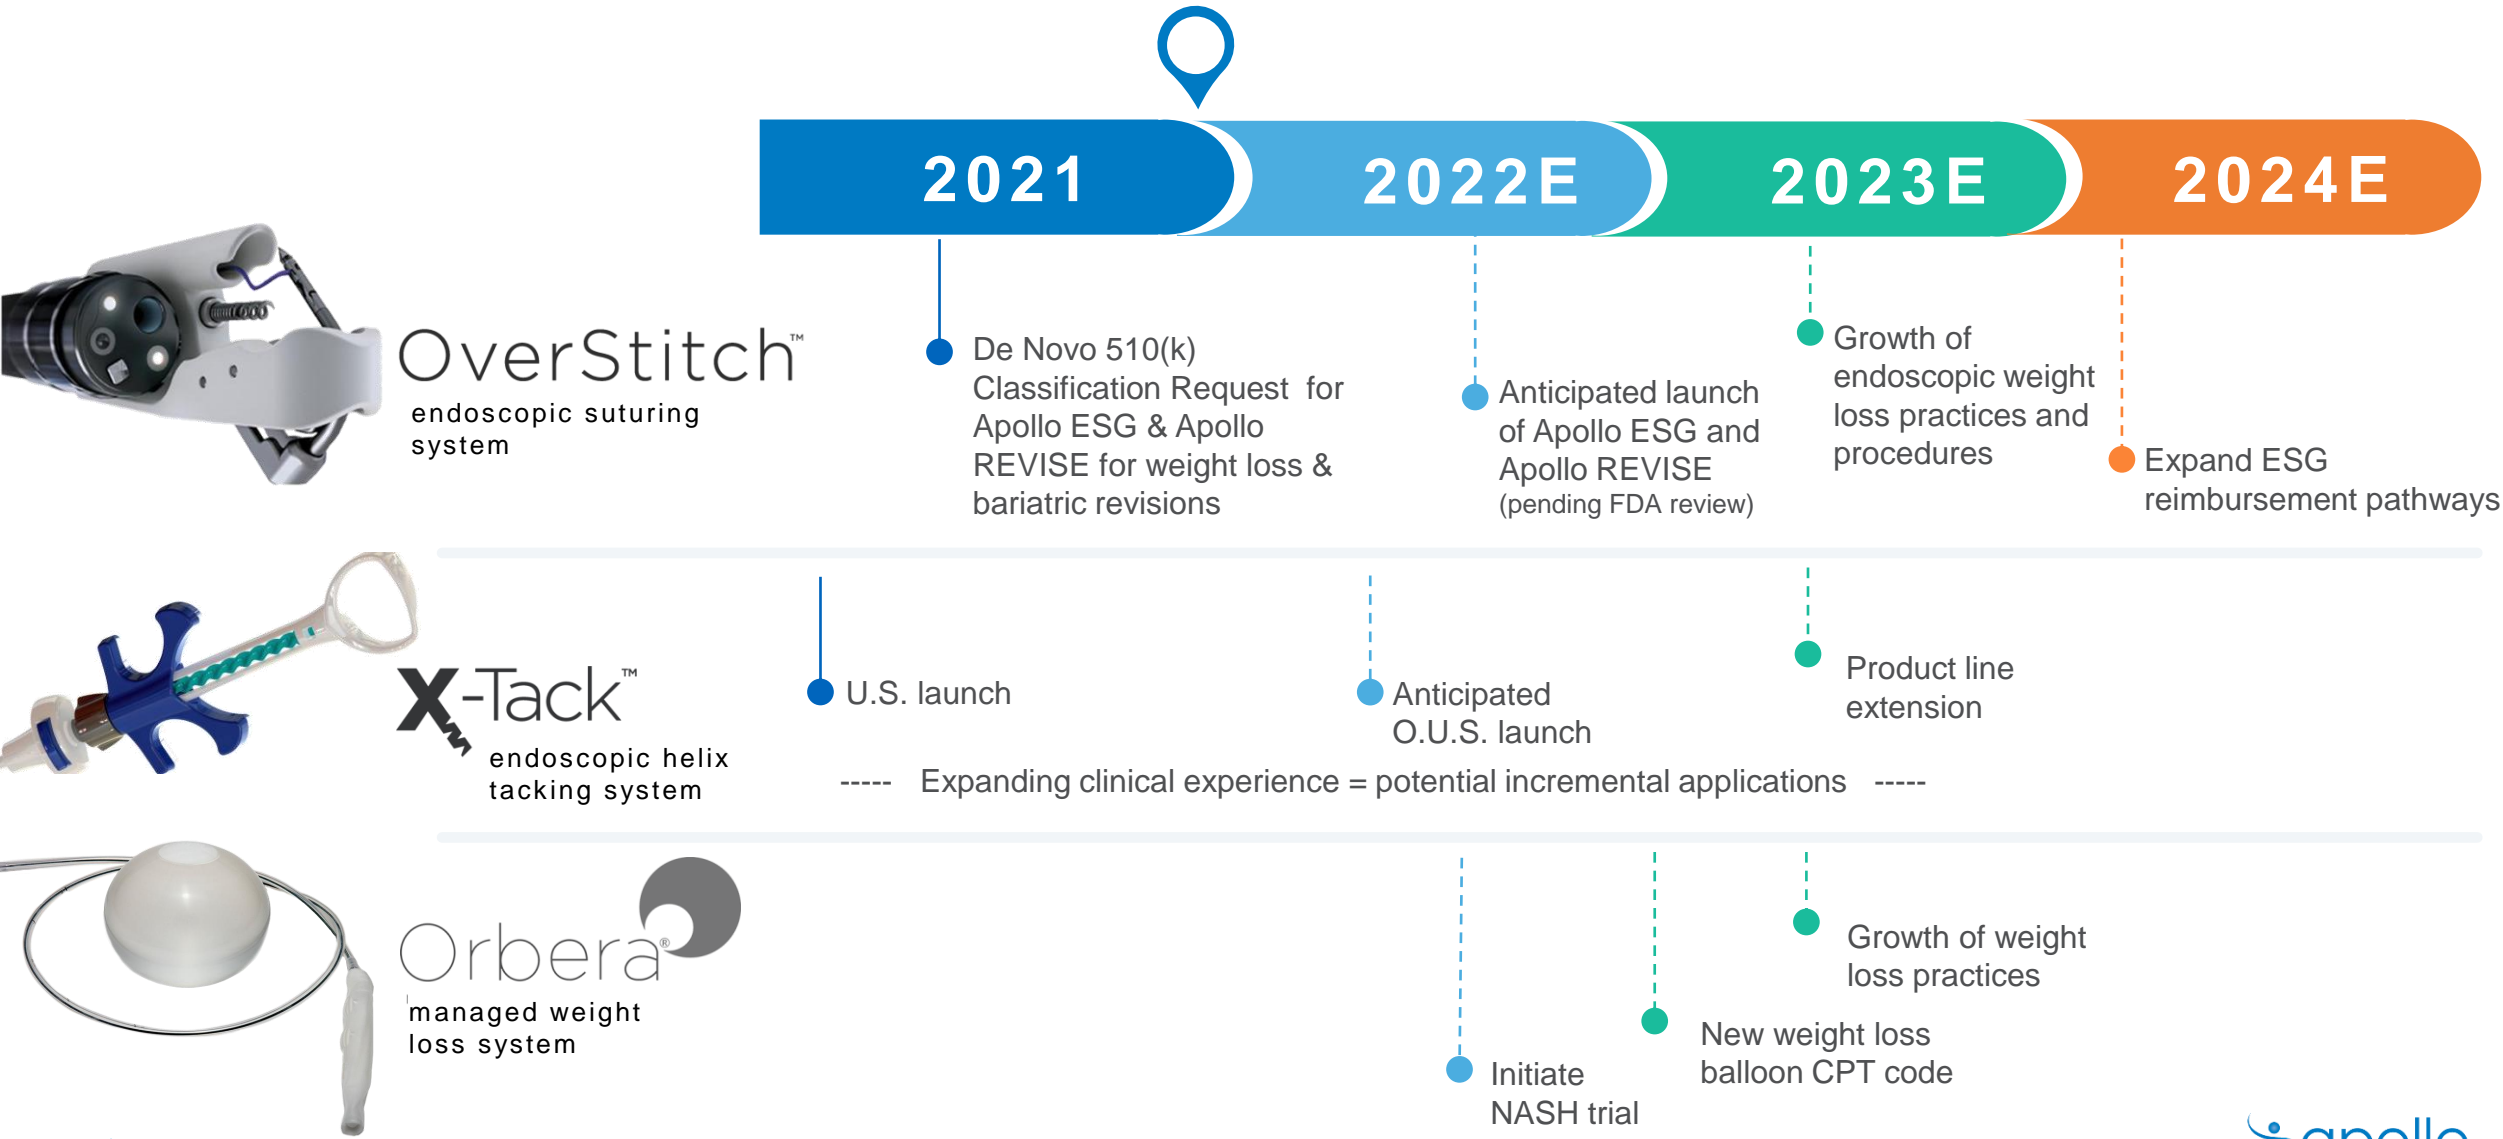 2021
2022E
2023E
2024E
OverStitch™
endoscopic suturing
system
De Novo 510(k)
Classification Request for
Apollo ESG & Apollo
REVISE for weight loss &
bariatric revisions
Anticipated launch
of Apollo ESG and
Apollo REVISE
(pending FDA review)
Growth of
endoscopic weight
loss practices and
procedures
Expand ESG
reimbursement pathways
X-Tack™
endoscopic helix
tacking system
U.S. launch
Anticipated
O.U.S. launch
Product line
extension
----- Expanding clinical experience = potential incremental applications -----
Orbera®
managed weight
loss system
Initiate
NASH trial
New weight loss
balloon CPT code
Growth of weight
loss practices
apollo